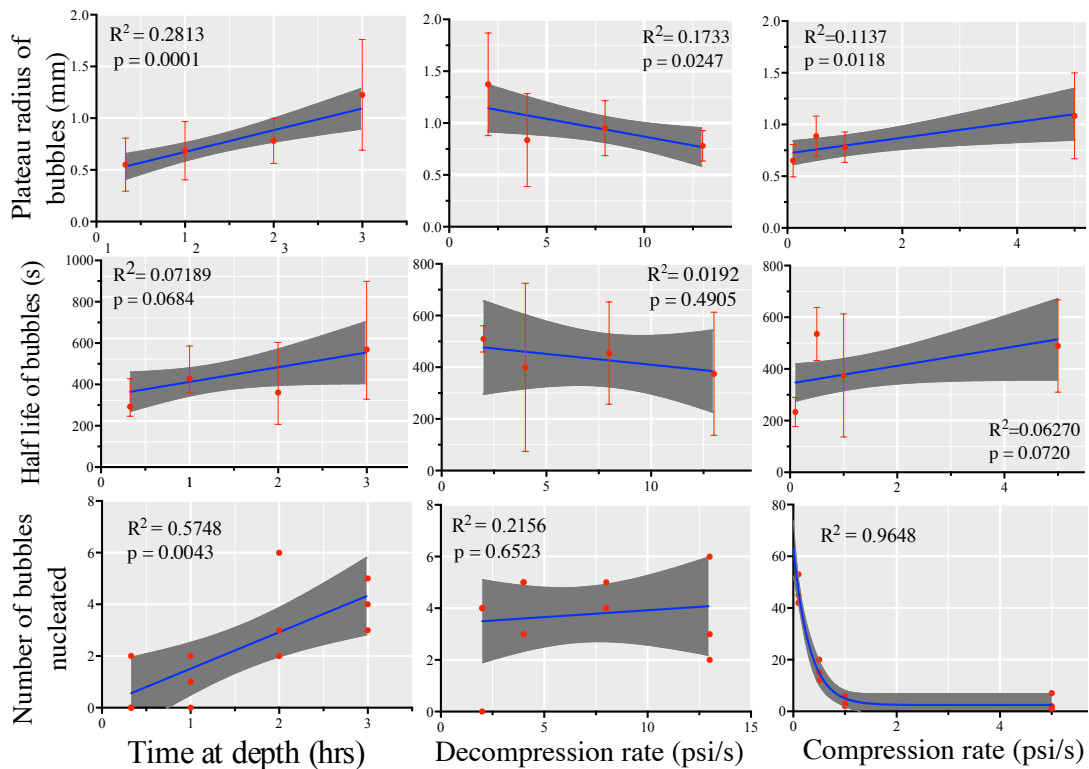 Plateau radius of
bubbles (mm)
2.0
1.5
1.0
0.5
0.0
R² = 0.2813
p = 0.0001
0 1 2 3
1 2 3
2.0
1.5
1.0
0.5
0.0
R²= 0.1733
p = 0.0247
0 5 10
2.0
1.5
1.0
0.5
0.0
R²=0.1137
p = 0.0118
0 2 4
Half life of bubbles (s)
1000
800
600
400
200
0
R² = 0.07189
p = 0.0684
0 1 2 3
800
600
400
200
0
R²= 0.0192
p = 0.4905
0 5 10
800
600
400
200
0
R²=0.06270
p = 0.0720
0 2 4
Number of bubbles
nucleated
8
6
4
2
0
R² = 0.5748
p = 0.0043
0 1 2 3
Time at depth (hrs)
8
6
4
2
0
R² = 0.2156
p = 0.6523
0 5 10 15
Decompression rate (psi/s)
80
60
40
20
0
R² = 0.9648
0 2 4
Compression rate (psi/s)